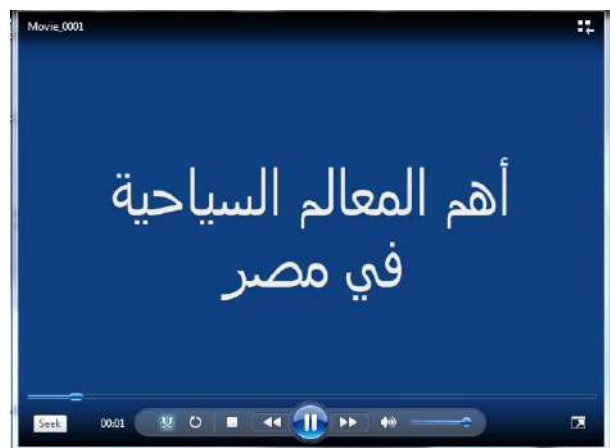 Movie_0001
أهم المعالم السياحية
في مصر
Seek 00:01